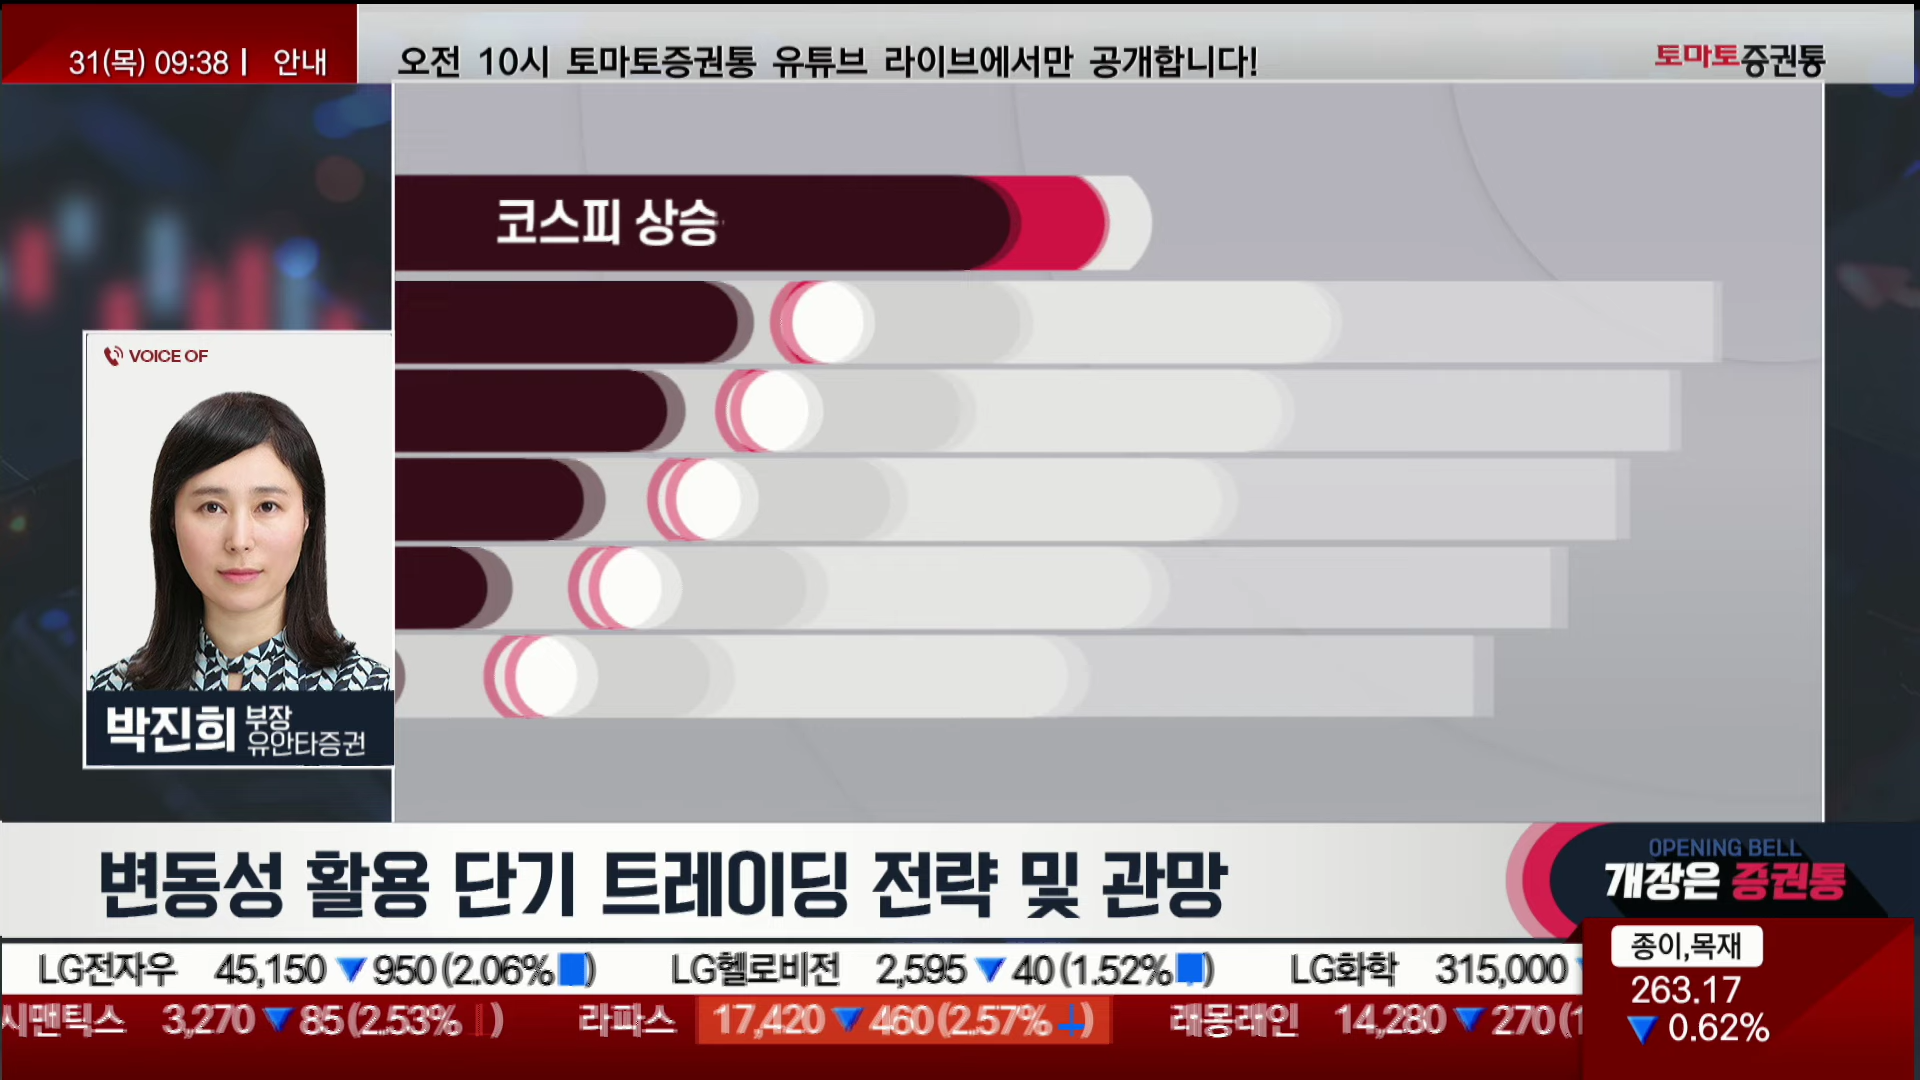 31(목) 09:38 | 안내
오전 10시 토마토증권통 유튜브 라이브에서만 공개합니다!
토마토증권통
코스피 상승
VOICE OF
박진희 부장
유안타증권
변동성 활용 단기 트레이딩 전략 및 관망
OPENING BELL
개장은 증권통
LG전자우 45,150 ▼ 950 (2.06%) LG헬로비전 2,595 ▼ 40 (1.52%) LG화학 315,000
종이,목재
263.17
▼ 0.62%
시맨틱스 3,270 ▼ 85 (2.53%) 라파스 17,420 ▼ 460 (2.57%↓) 래몽래인 14,280 ▼ 270 (1